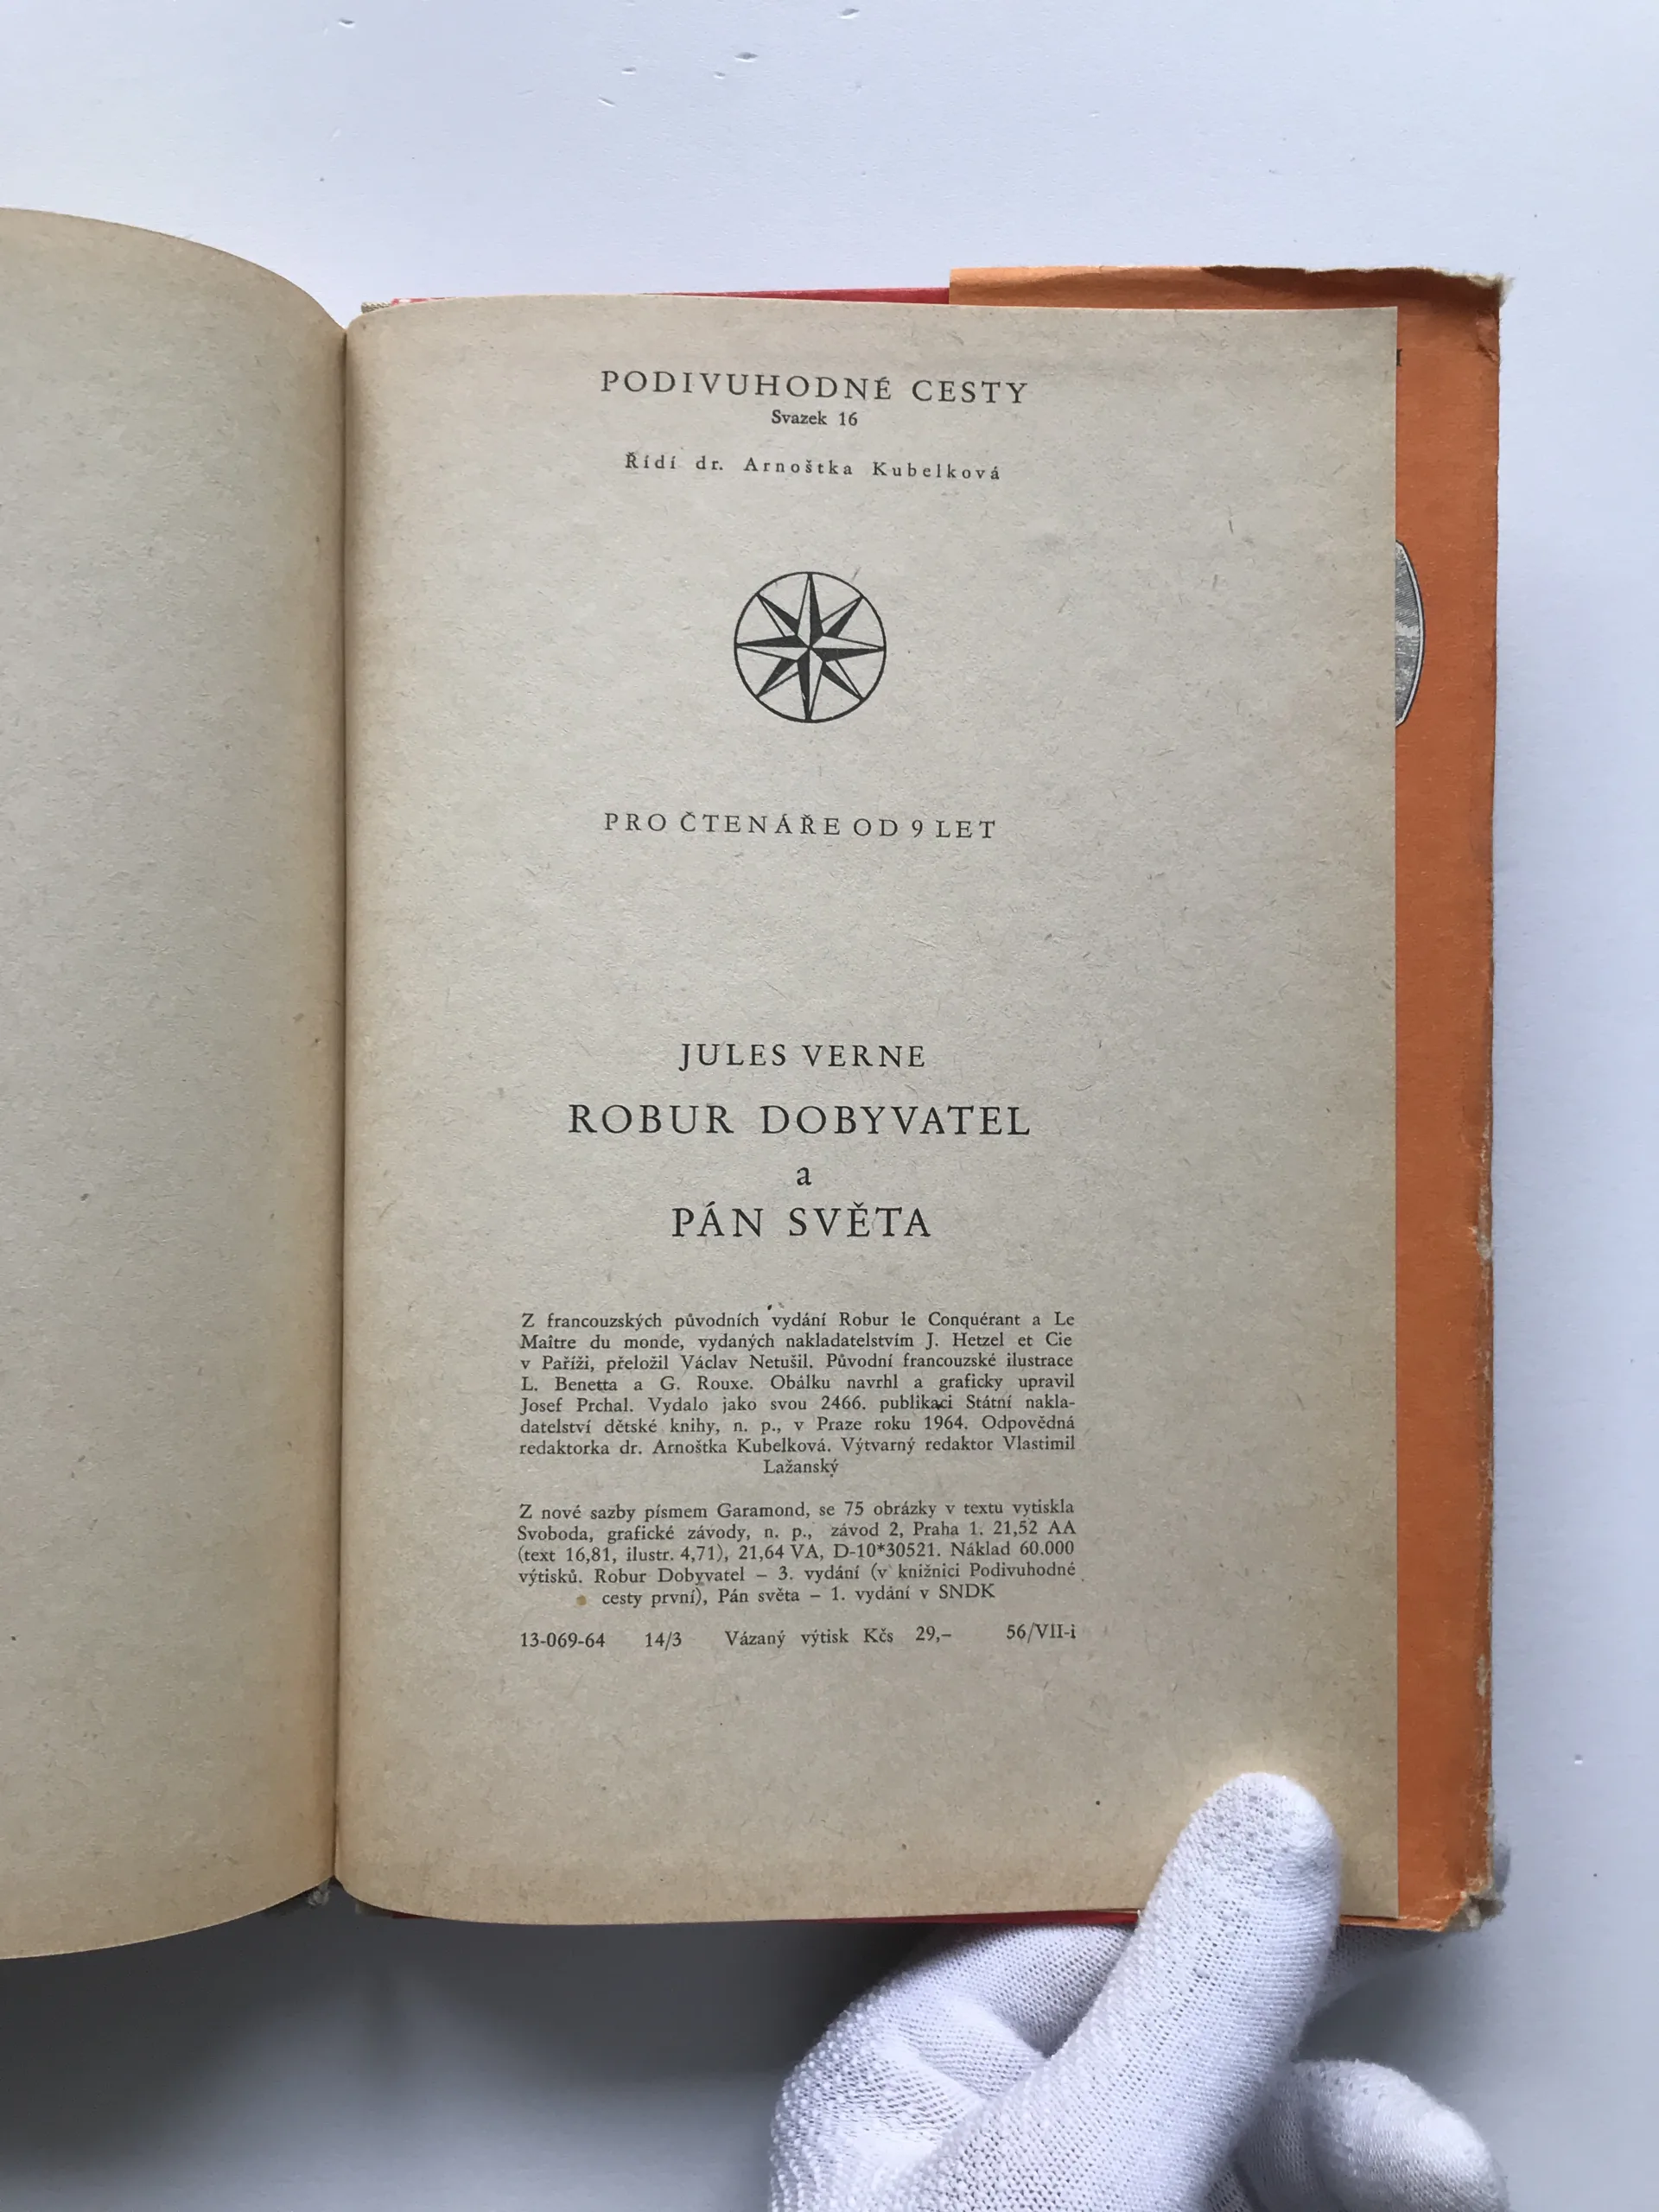 PODIVUHODNÉ CESTY
Svazek 16
Řídí dr. Arnoštka Kubelková
PRO ČTENÁŘE OD 9 LET
JULES VERNE
ROBUR DOBYVATEL
a
PÁN SVĚTA
Z francouzských původních vydání Robur le Conquérant a Le
Maître du monde, vydaných nakladatelstvím J. Hetzel et Cie
v Paříži, přeložil Václav Netušil. Původní francouzské ilustrace
L. Benetta a G. Rouxe. Obálku navrhl a graficky upravil
Josef Prchal. Vydalo jako svou 2466. publikaci Státní nakla-
datelství dětské knihy, n. p., v Praze roku 1964. Odpovědná
redaktorka dr. Arnoštka Kubelková. Výtvarný redaktor Vlastimil
Lažanský
Z nové sazby písmem Garamond, se 75 obrázky v textu vytiskla
Svoboda, grafické závody, n. p., závod 2, Praha 1. 21,52 AA
(text 16,81, ilustr. 4,71), 21,64 VA, D-10*30521. Náklad 60.000
výtisků. Robur Dobyvatel – 3. vydání (v knižnici Podivuhodné
cesty první), Pán světa – 1. vydání v SNDK
13-069-64 14/3 Vázaný výtisk Kčs 29,– 56/VII-i